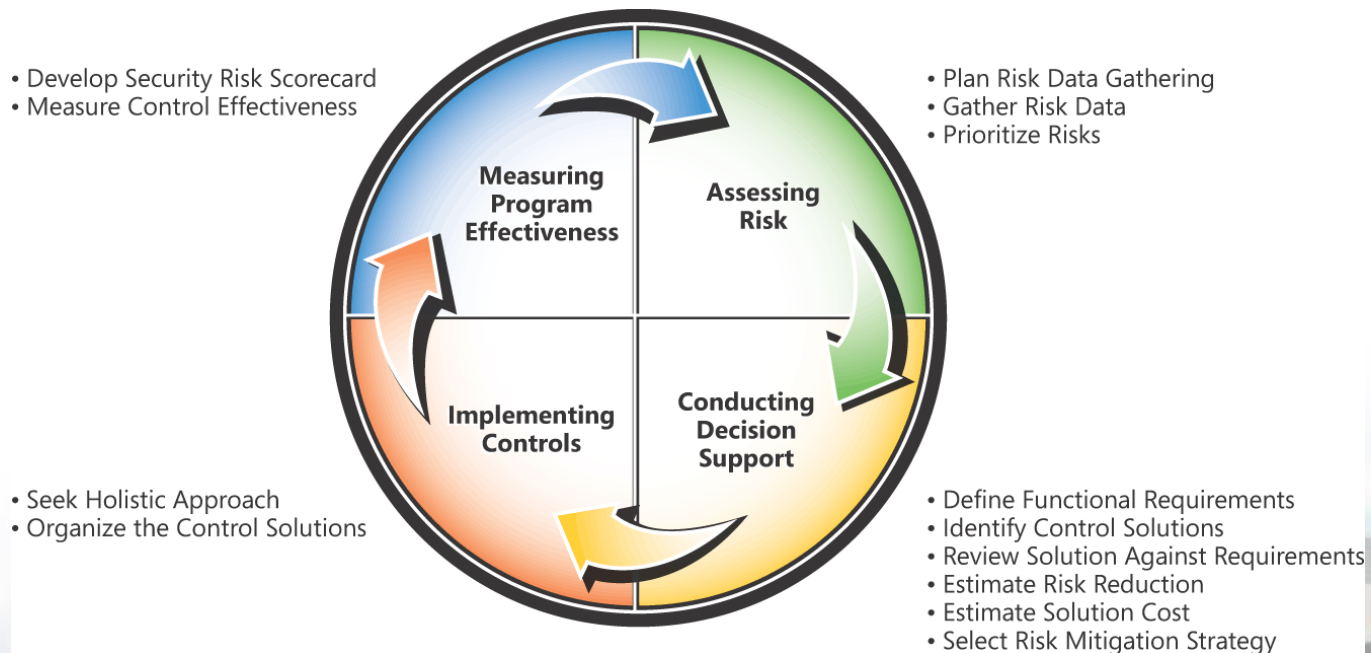 • Develop Security Risk Scorecard
• Measure Control Effectiveness
• Plan Risk Data Gathering
• Gather Risk Data
• Prioritize Risks
Measuring
Program
Effectiveness
Assessing
Risk
Implementing
Controls
Conducting
Decision
Support
• Seek Holistic Approach
• Organize the Control Solutions
• Define Functional Requirements
• Identify Control Solutions
• Review Solution Against Requirements
• Estimate Risk Reduction
• Estimate Solution Cost
• Select Risk Mitigation Strategy